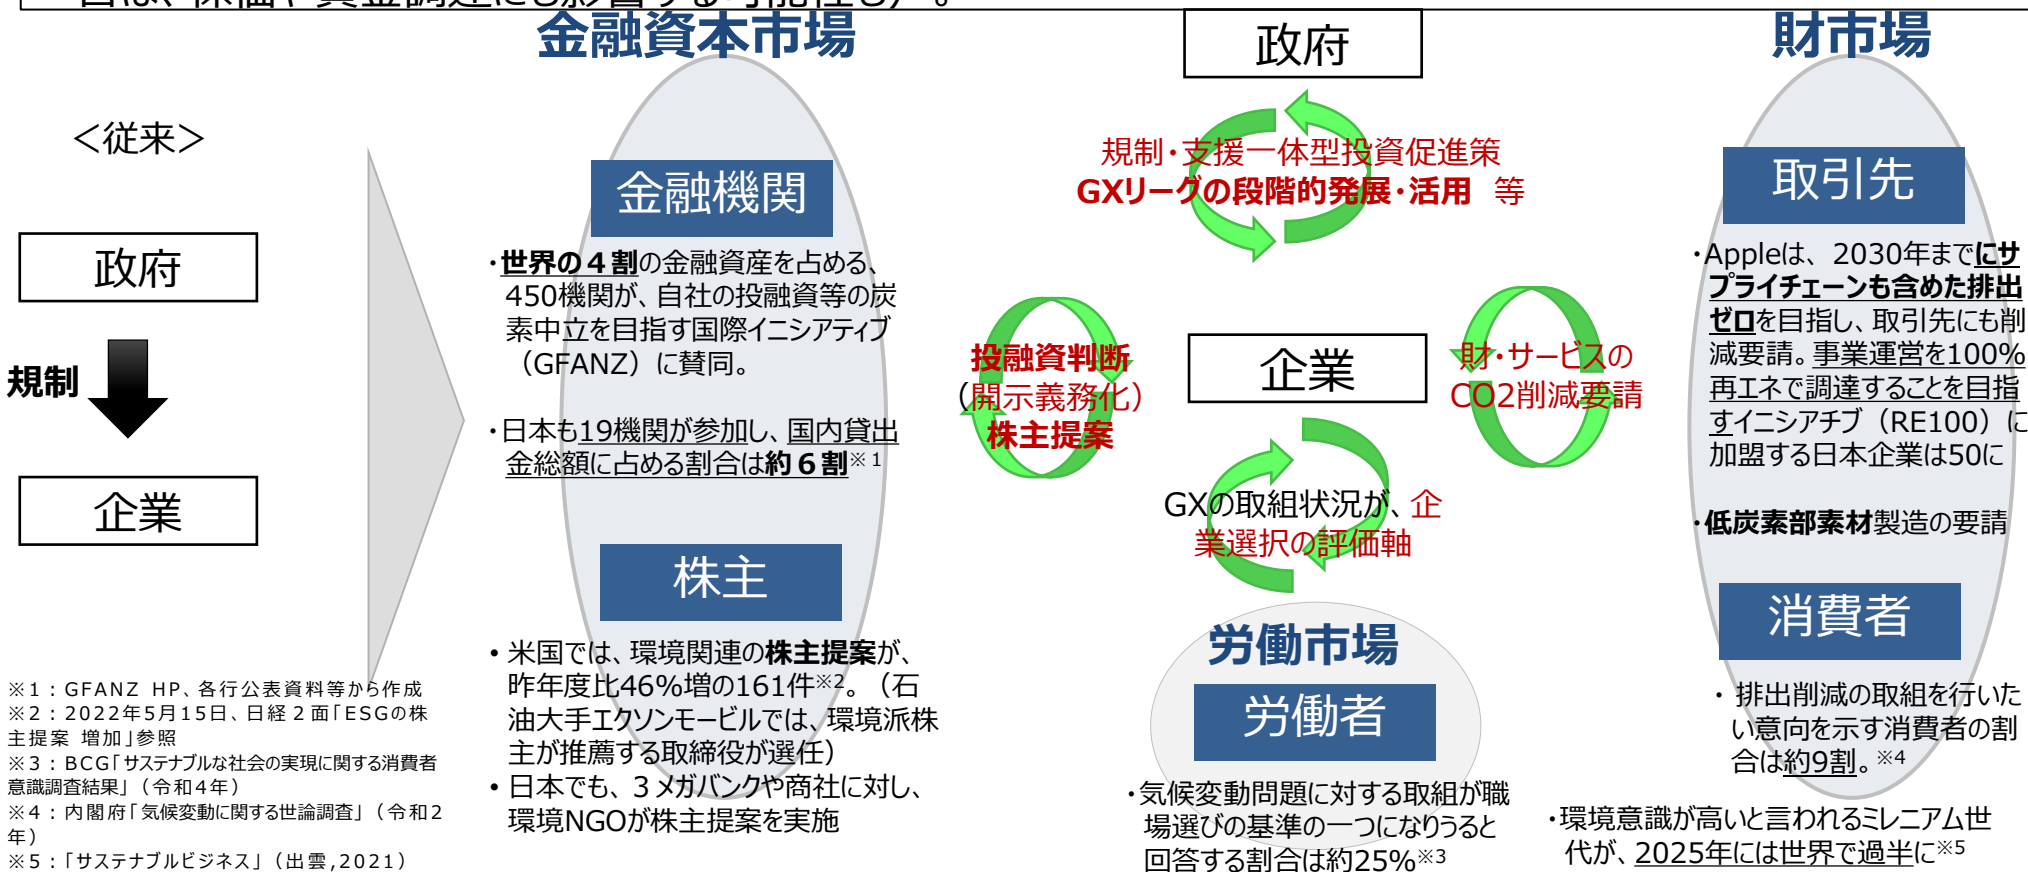 金融資本市場
政府
財市場
<従来>
政府
規制
企業
金融機関
・世界の4割の金融資産を占める、
450機関が、自社の投融資等の炭
素中立を目指す国際イニシアティブ
（GFANZ）に賛同。
・日本も19機関が参加し、国内貸出
金総額に占める割合は約6割※1
株主
• 米国では、環境関連の株主提案が、
昨年度比46%増の161件※2。（石
油大手エクソンモービルでは、環境派株
主が推薦する取締役が選任）
• 日本でも、3メガバンクや商社に対し、
環境NGOが株主提案を実施
規制・支援一体型投資促進策
GXリーグの段階的発展・活用 等
投融資判断
（開示義務化）
株主提案
企業
財・サービスの
CO2削減要請
GXの取組状況が、企
業選択の評価軸
労働市場
労働者
・気候変動問題に対する取組が職
場選びの基準の一つになりうると
回答する割合は約25%※3
取引先
・Appleは、2030年までにサ
プライチェーンも含めた排出
ゼロを目指し、取引先にも削
減要請。事業運営を100%
再エネで調達することを目指
すイニシアチブ（RE100）に
加盟する日本企業は50に
・低炭素部素材製造の要請
消費者
・ 排出削減の取組を行いた
い意向を示す消費者の割
合は約9割。※4
・環境意識が高いと言われるミレニアム世
代が、2025年には世界で過半に※5
※1：GFANZ HP、各行公表資料等から作成
※2：2022年5月15日、日経2面「ESGの株
主提案 増加」参照
※3：BCG「サステナブルな社会の実現に関する消費者
意識調査結果」（令和4年）
※4：内閣府「気候変動に関する世論調査」（令和2
年）
※5：「サステナブルビジネス」（出雲,2021）